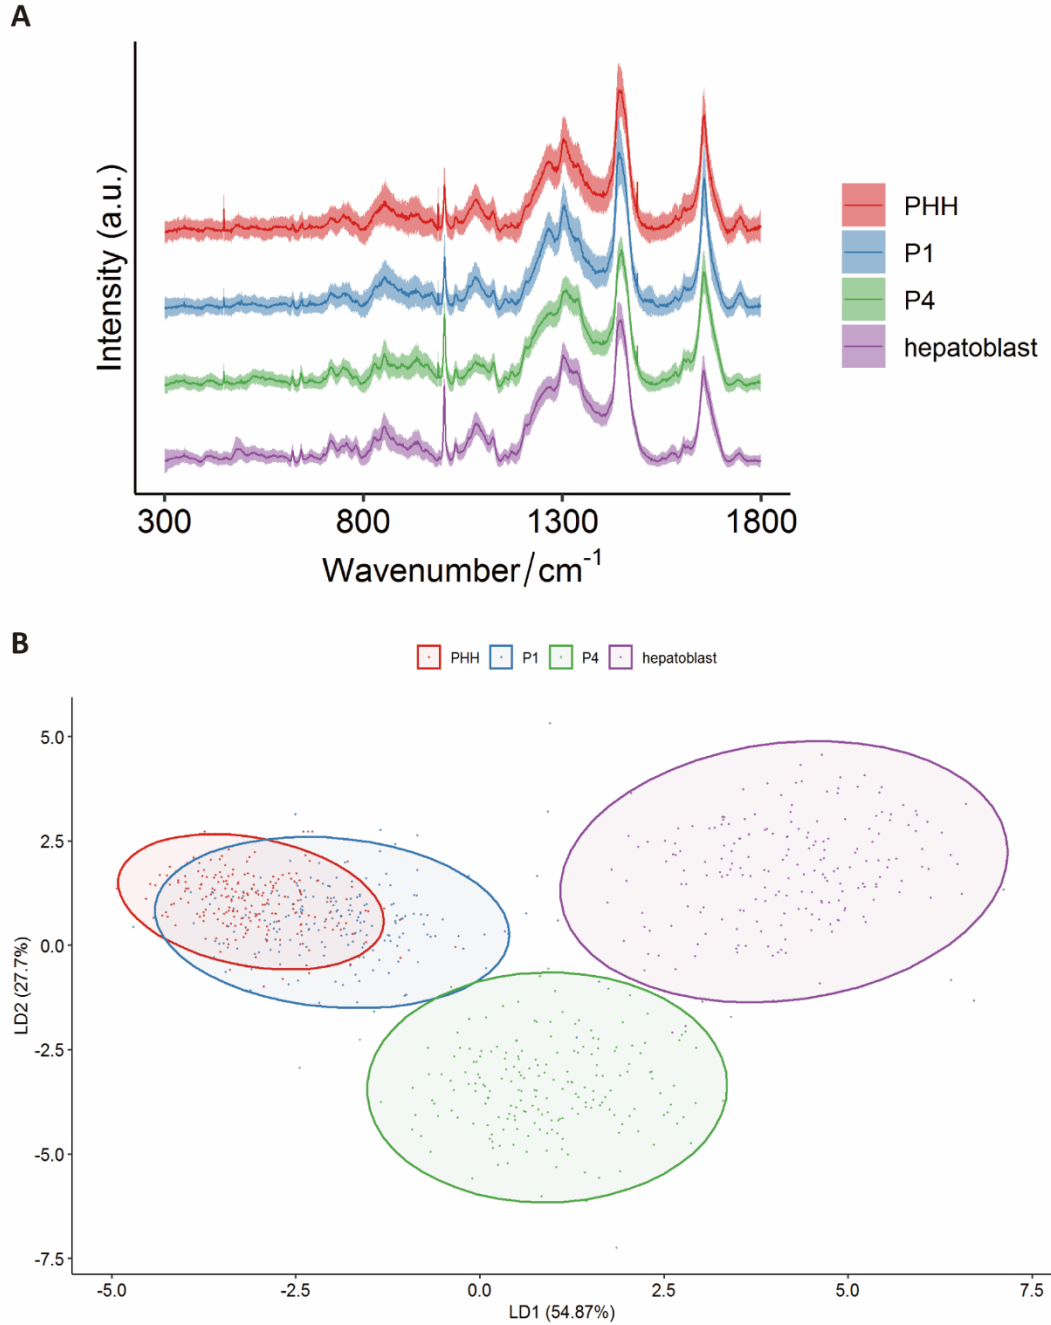 A
Intensity (a.u.)
PHH
P1
P4
hepatoblast
300 800 1300 1800
Wavenumber/cm⁻¹
B
PHH P1 P4 hepatoblast
5.0
2.5
0.0
-2.5
-5.0
-7.5
LD2 (27.7%)
-5.0 -2.5 0.0 2.5 5.0 7.5
LD1 (54.87%)